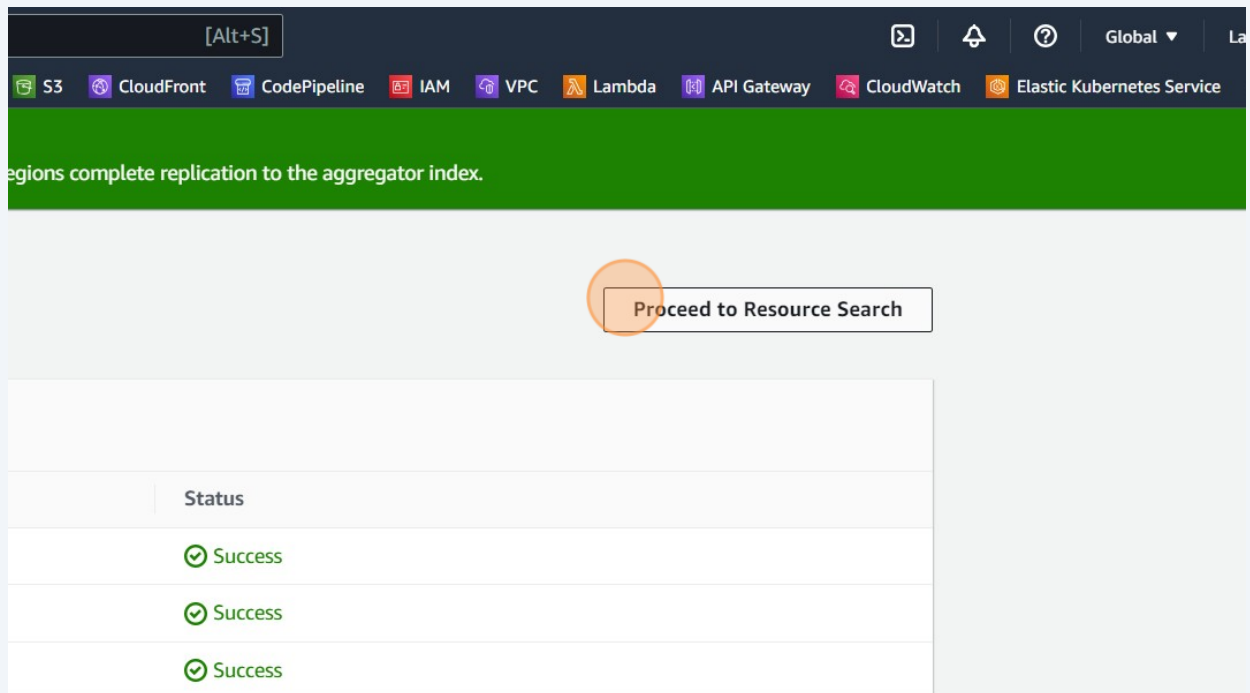 [Alt+S] Global ▼ La
S3 CloudFront CodePipeline IAM VPC Lambda API Gateway CloudWatch Elastic Kubernetes Service
egions complete replication to the aggregator index.
Proceed to Resource Search
Status
Success
Success
Success